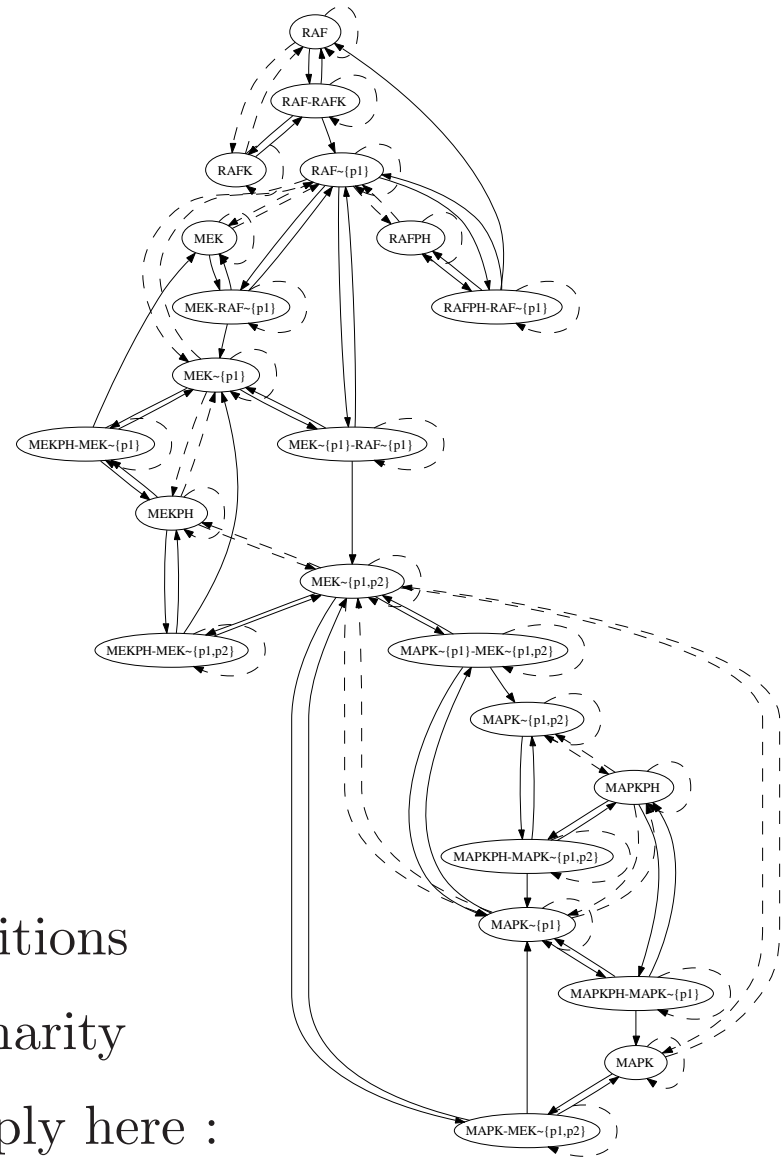 RAF
RAF-RAFK
RAFK
RAF~{p1}
MEK
RAFPH
MEK-RAF~{p1}
RAFPH-RAF~{p1}
MEK~{p1}
MEKPH-MEK~{p1}
MEK~{p1}-RAF~{p1}
MEKPH
MEK~{p1,p2}
MEKPH-MEK~{p1,p2}
MAPK~{p1}-MEK~{p1,p2}
MAPK~{p1,p2}
MAPKPH
MAPKPH-MAPK~{p1,p2}
MAPK~{p1}
itions
MAPKPH-MAPK~{p1}
narity
MAPK
ply here :
MAPK-MEK~{p1,p2}